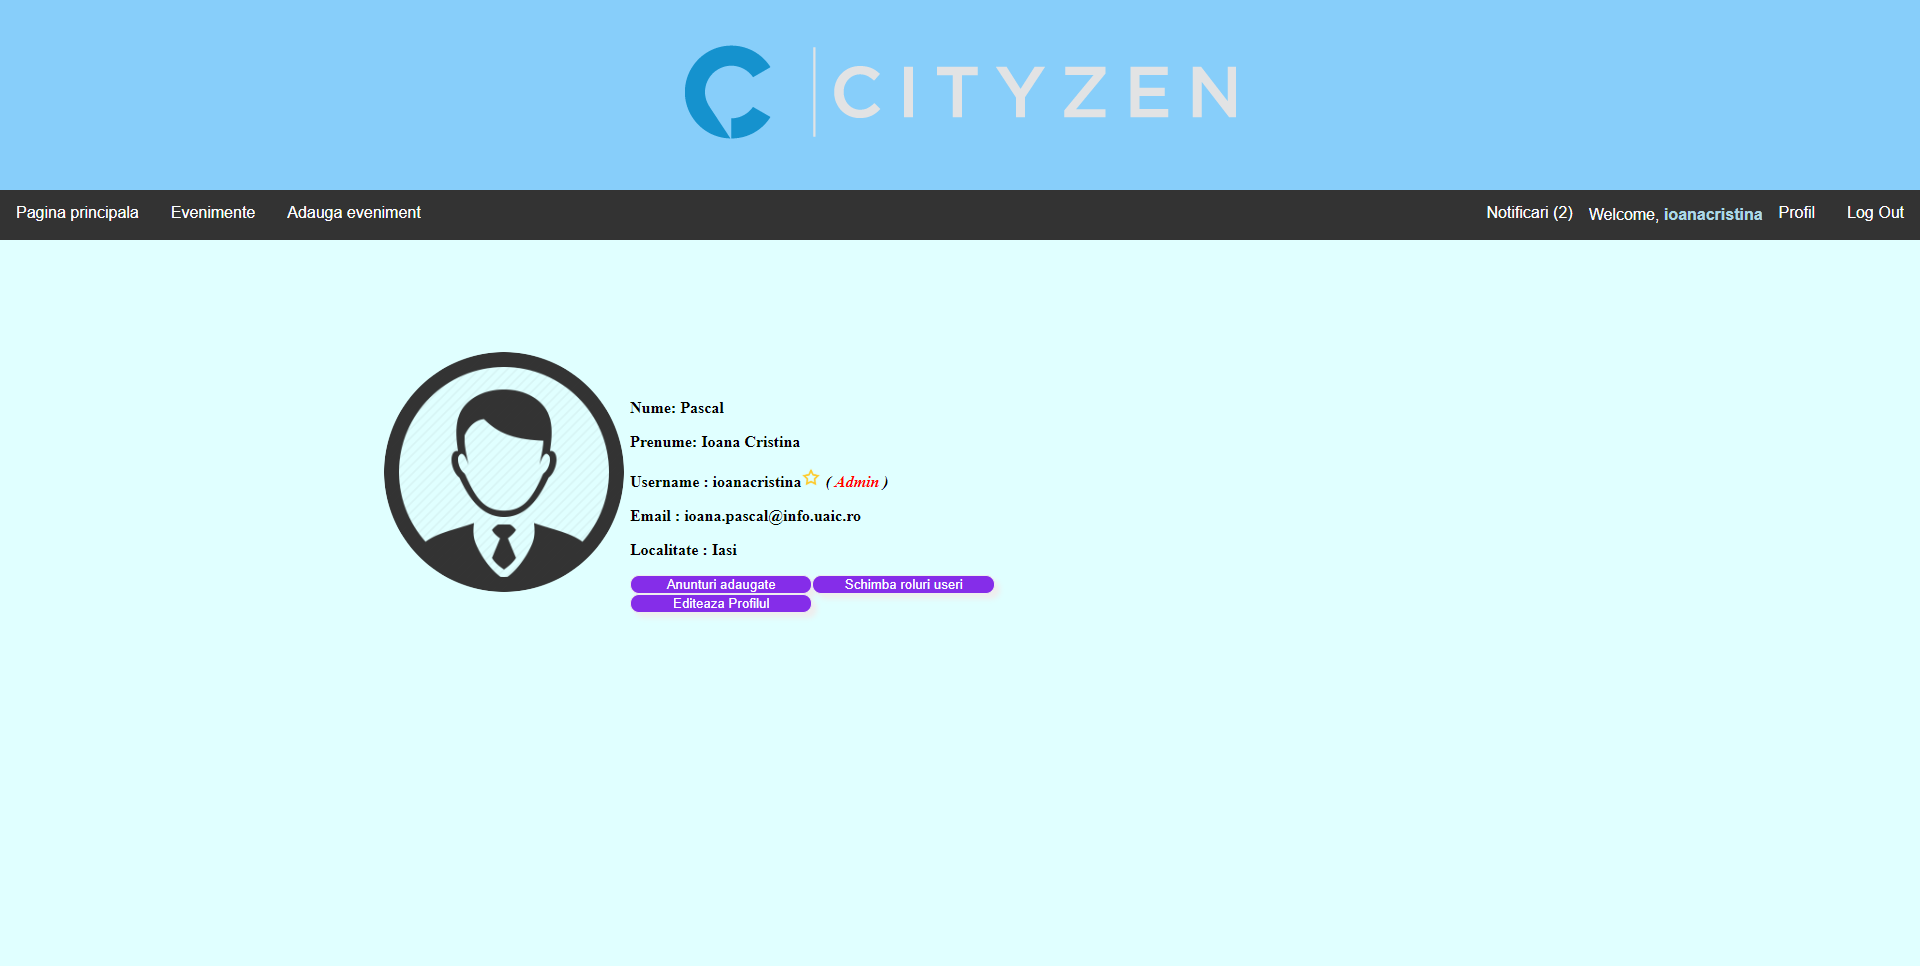 CITYZEN
Pagina principala Evenimente Adauga eveniment Notificari (2) Welcome, ioanacristina Profil Log Out
Nume: Pascal
Prenume: Ioana Cristina
Username : ioanacristina ( Admin )
Email : ioana.pascal@info.uaic.ro
Localitate : Iasi
Anunturi adaugate Schimba roluri useri
Editeaza Profilul